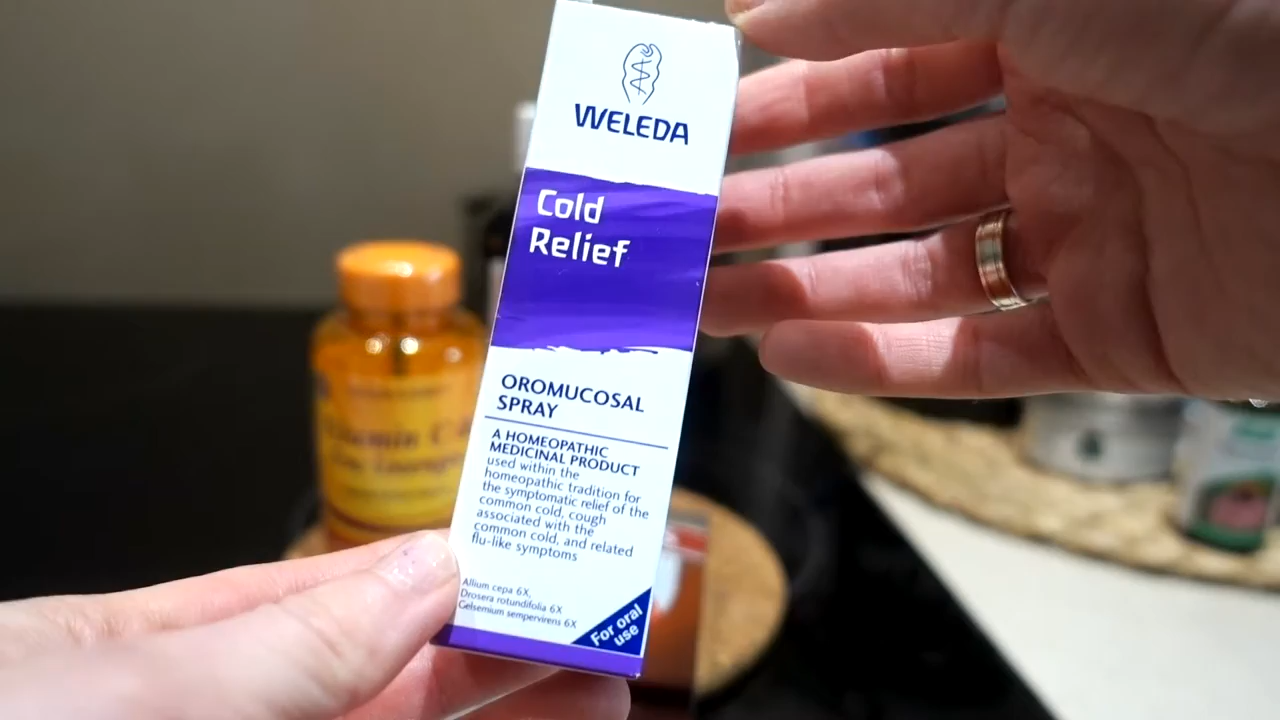 WELEDA
Cold
Relief
OROMUCOSAL
SPRAY
A HOMEOPATHIC
MEDICINAL PRODUCT
used within the
homeopathic tradition for
the symptomatic relief of the
common cold, cough
associated with the
common cold, and related
flu-like symptoms
Allium cepa 6X,
Drosera rotundifolia 6X
Gelsemium sempervirens 6X
For oral
use